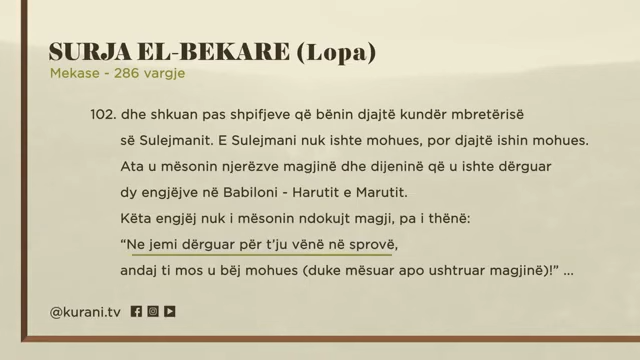 SURJA EL-BEKARE (Lopa)
Mekase - 286 vargje
102. dhe shkuan pas shpifjeve që bënin djajtë kundër mbretërisë
së Sulejmanit. E Sulejmani nuk ishte mohues, por djajtë ishin mohues.
Ata u mësonin njerëzve magjinë dhe dijeninë që u ishte dërguar
dy engjëjve në Babiloni - Harutit e Marutit.
Këta engjëj nuk i mësonin ndokujt magji, pa i thënë:
“Ne jemi dërguar për t’ju vënë në sprovë,
andaj ti mos u bëj mohues (duke mësuar apo ushtruar magjinë)!” ...
@kurani.tv